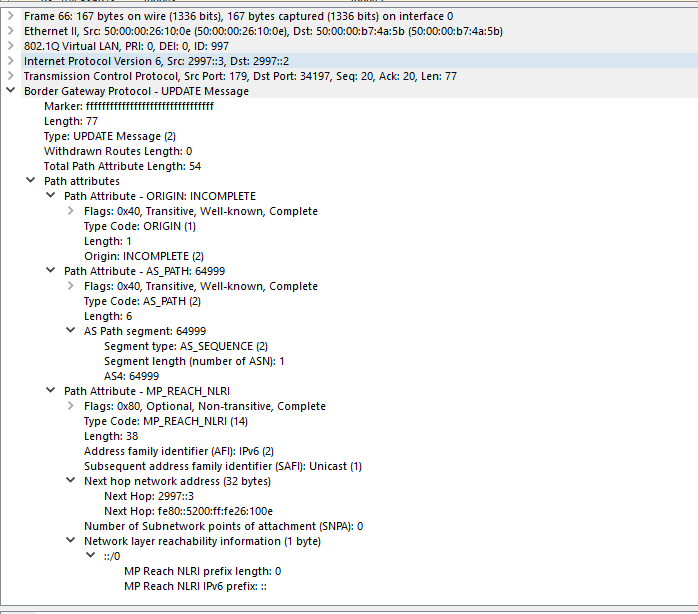 Frame 66: 167 bytes on wire (1336 bits), 167 bytes captured (1336 bits) on interface 0
Ethernet II, Src: 50:00:00:26:10:0e (50:00:00:26:10:0e), Dst: 50:00:00:b7:4a:5b (50:00:00:b7:4a:5b)
802.1Q Virtual LAN, PRI: 0, DEI: 0, ID: 997
Internet Protocol Version 6, Src: 2997::3, Dst: 2997::2
Transmission Control Protocol, Src Port: 179, Dst Port: 34197, Seq: 20, Ack: 20, Len: 77
Border Gateway Protocol - UPDATE Message
Marker: ffffffffffffffffffffffffffffffff
Length: 77
Type: UPDATE Message (2)
Withdrawn Routes Length: 0
Total Path Attribute Length: 54
Path attributes
Path Attribute - ORIGIN: INCOMPLETE
Flags: 0x40, Transitive, Well-known, Complete
Type Code: ORIGIN (1)
Length: 1
Origin: INCOMPLETE (2)
Path Attribute - AS_PATH: 64999
Flags: 0x40, Transitive, Well-known, Complete
Type Code: AS_PATH (2)
Length: 6
AS Path segment: 64999
Segment type: AS_SEQUENCE (2)
Segment length (number of ASN): 1
AS4: 64999
Path Attribute - MP_REACH_NLRI
Flags: 0x80, Optional, Non-transitive, Complete
Type Code: MP_REACH_NLRI (14)
Length: 38
Address family identifier (AFI): IPv6 (2)
Subsequent address family identifier (SAFI): Unicast (1)
Next hop network address (32 bytes)
Next Hop: 2997::3
Next Hop: fe80::5200:ff:fe26:100e
Number of Subnetwork points of attachment (SNPA): 0
Network layer reachability information (1 byte)
::/0
MP Reach NLRI prefix length: 0
MP Reach NLRI IPv6 prefix: ::